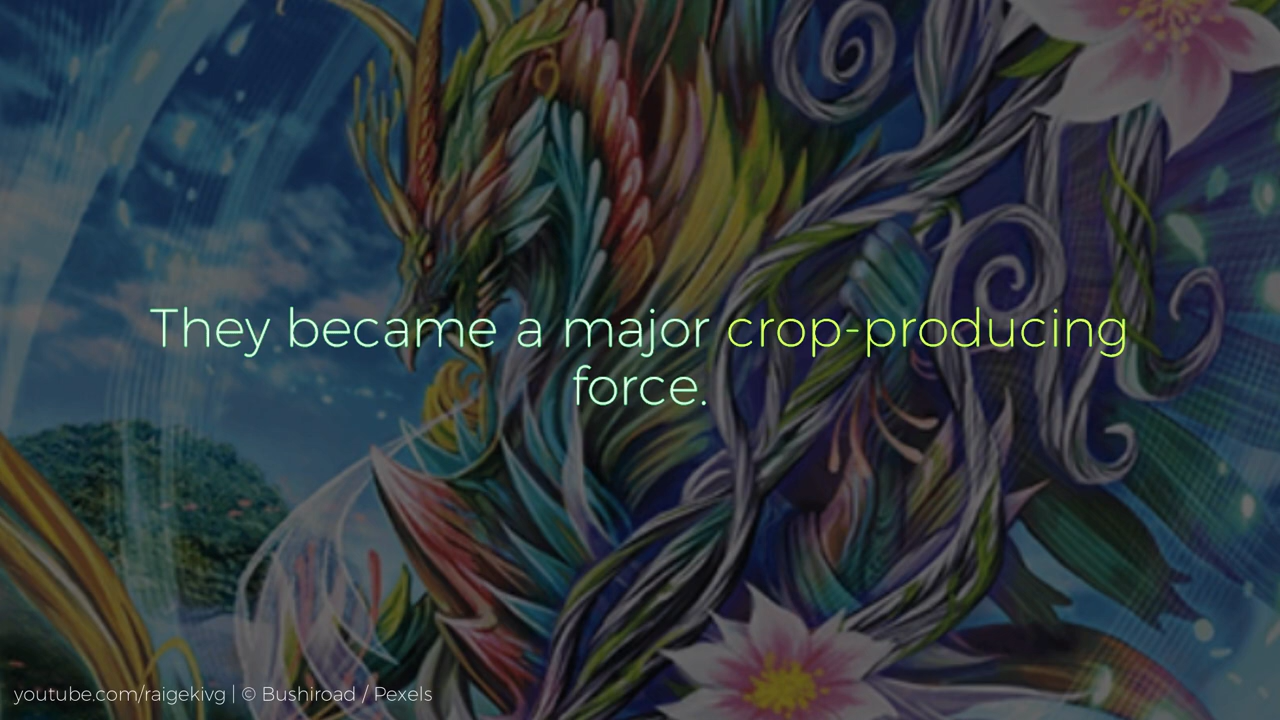 They became a major crop-producing
force.
youtube.com/raigekivg | © Bushiroad / Pexels